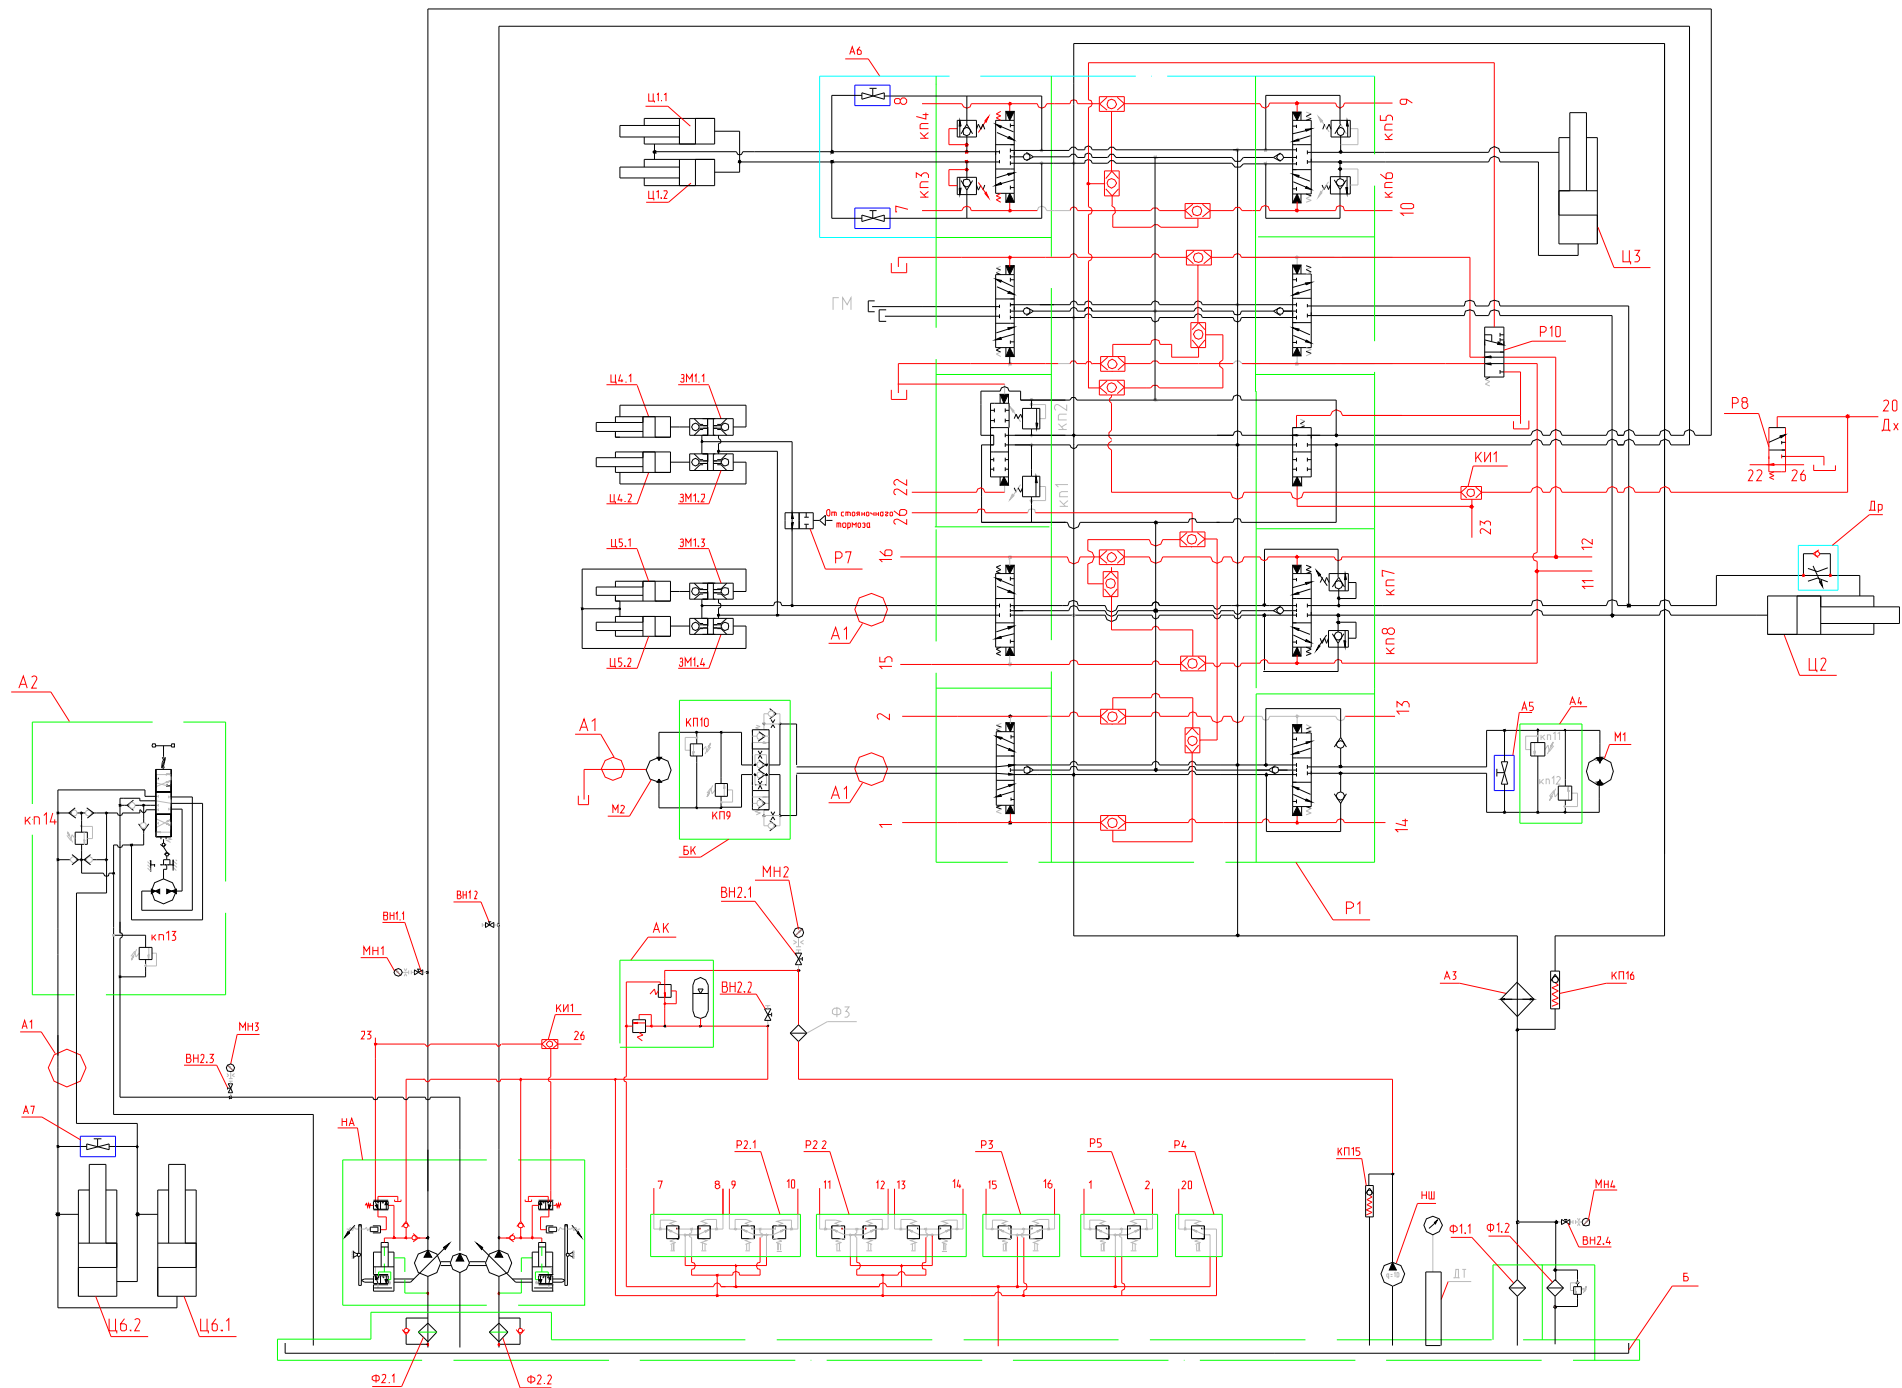 А6
Ц1.1
Ц1.2
8
кп4
кп3
7
9
кп5
кп6
10
Ц3
ГМ
Р10
Ц4.1
ЗМ1.1
Ц4.2
ЗМ1.2
кп2
кп1
22
26
От стояночного
тормоза
Р7
Р8
20
Дх
22
26
КИ1
23
Др
Ц5.1
ЗМ1.3
Ц5.2
ЗМ1.4
А1
16
15
12
11
кп7
кп8
Ц2
А2
А1
КП10
М2
КП9
БК
А1
2
1
13
14
А5
А4
кп11
кп12
М1
Р1
кп14
кп13
ВН1.1
ВН12
МН1
МН2
ВН2.1
АК
ВН2.2
Ф3
А3
КП16
А1
МН3
ВН2.3
23
КИ1
26
А7
НА
Р2.1
Р2 2
Р3
Р5
Р4
7
8
9
10
11
12
13
14
15
16
1
2
20
КП15
НШ
q=10
ДТ
Ф1.1
Ф1.2
МН4
ВН2.4
Б
Ц6.2
Ц6.1
Ф2.1
Ф2.2